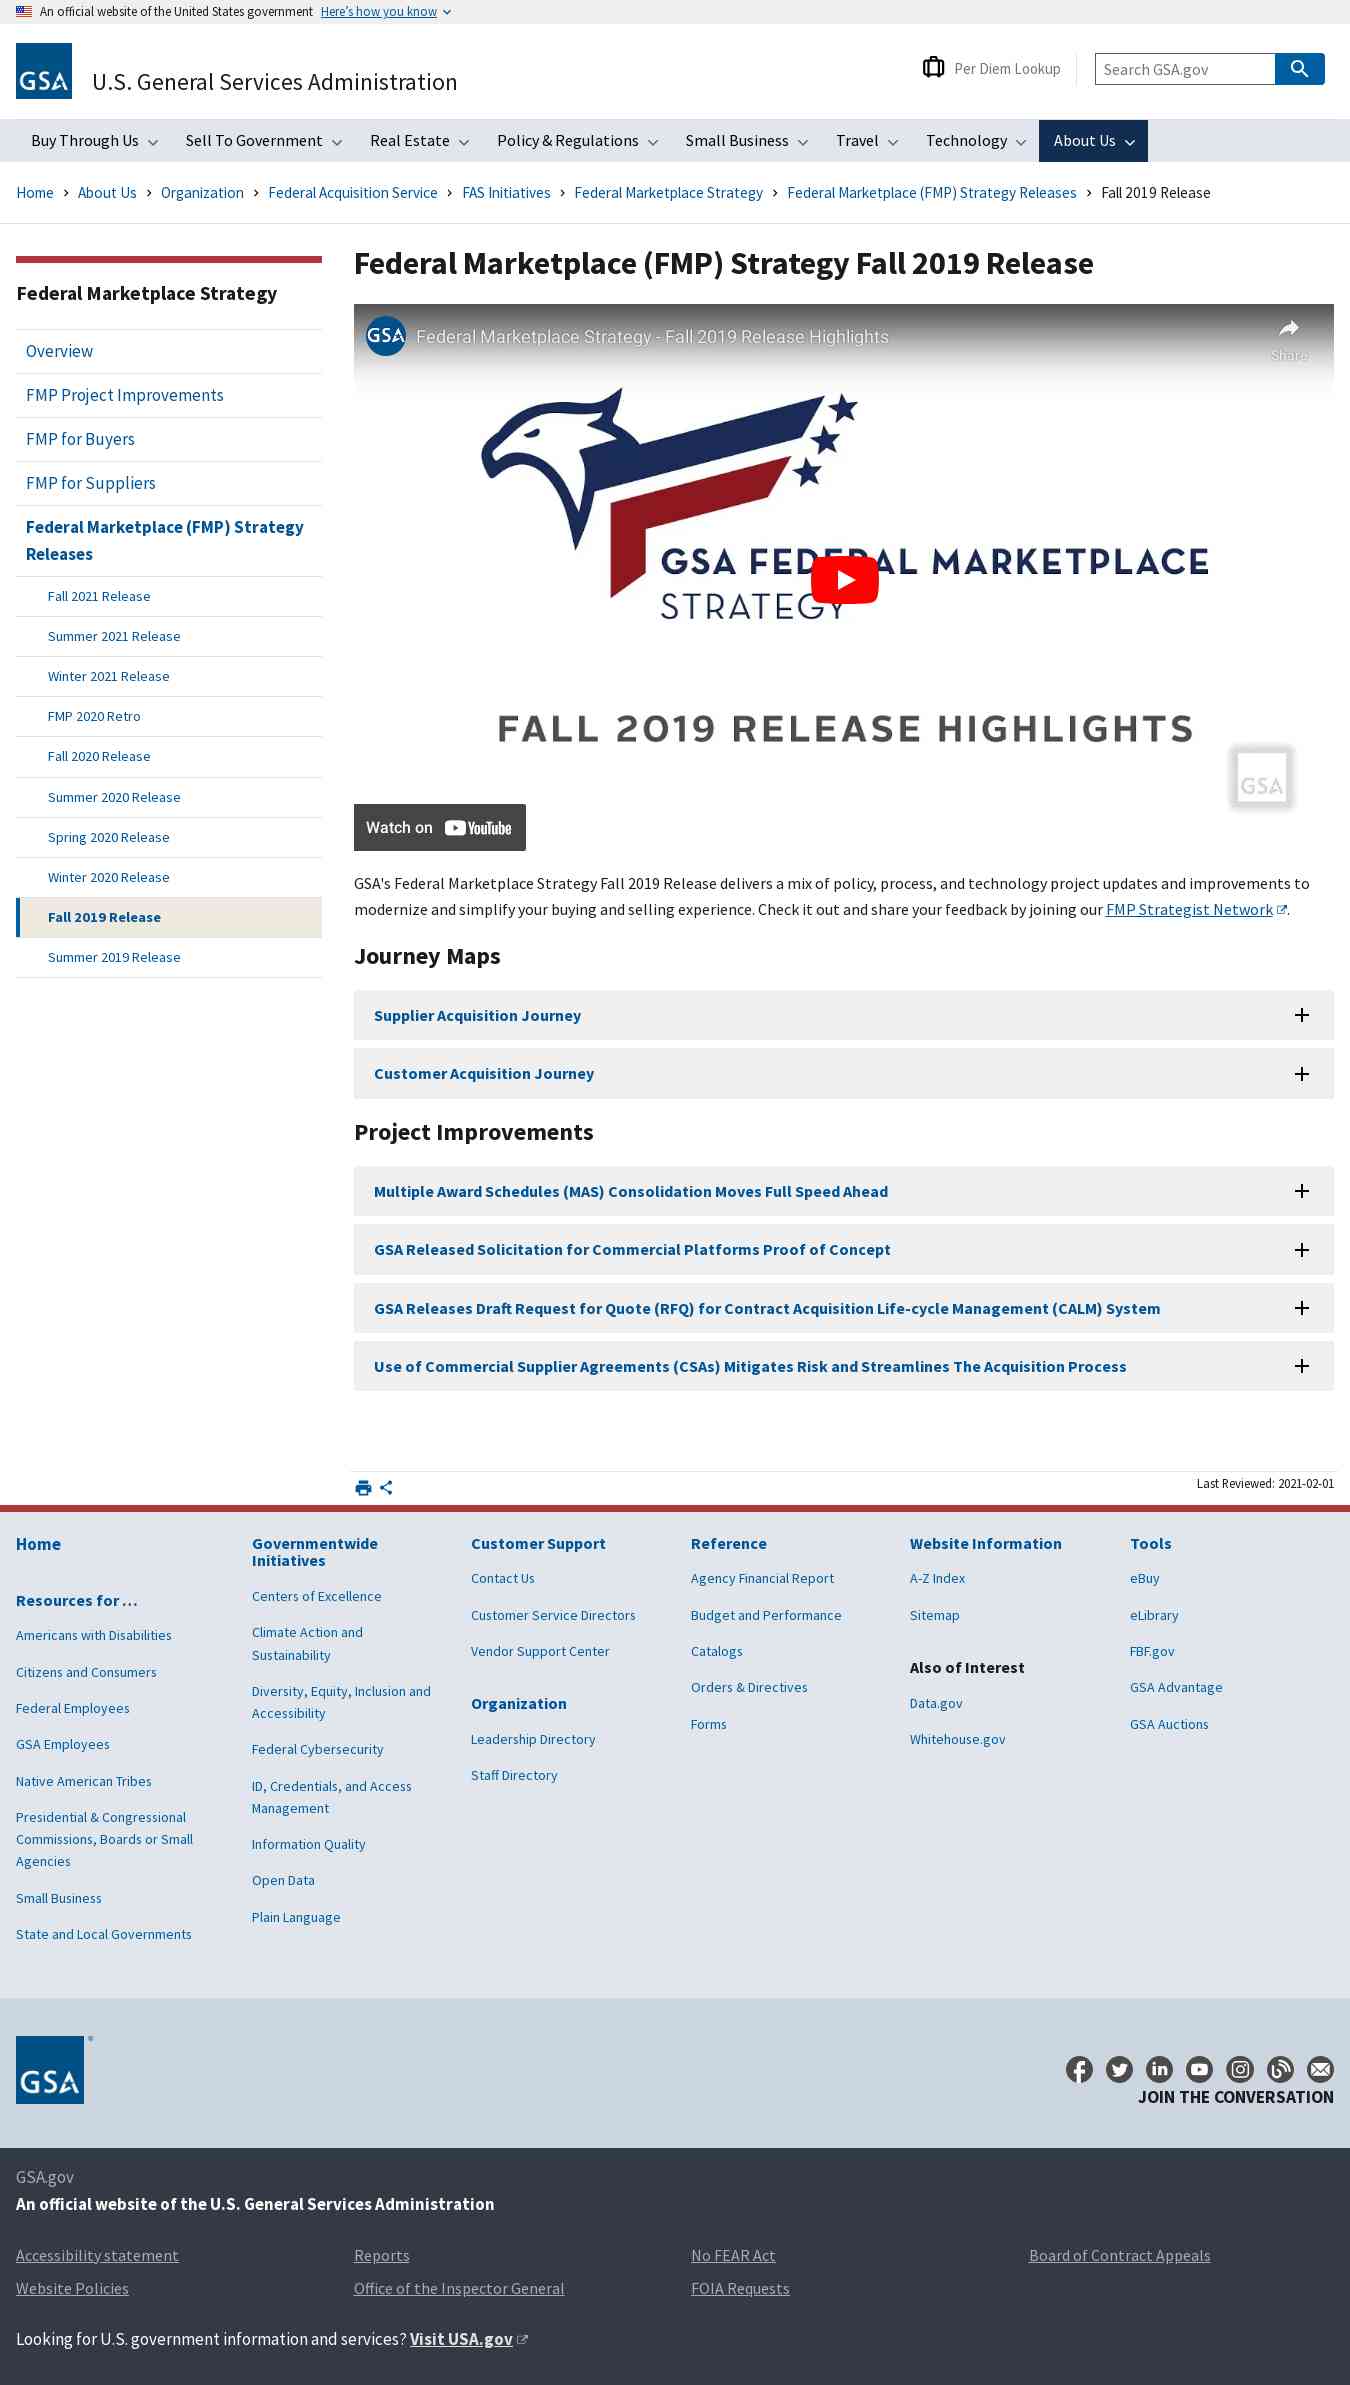 An official website of the United States government Here's how you know
GSA
U.S. General Services Administration
Per Diem Lookup
Search GSA.gov
Buy Through Us Sell To Government Real Estate Policy & Regulations Small Business Travel Technology About Us
Home About Us Organization Federal Acquisition Service FAS Initiatives Federal Marketplace Strategy Federal Marketplace (FMP) Strategy Releases Fall 2019 Release
Federal Marketplace Strategy
Overview
FMP Project Improvements
FMP for Buyers
FMP for Suppliers
Federal Marketplace (FMP) Strategy
Releases
Fall 2021 Release
Summer 2021 Release
Winter 2021 Release
FMP 2020 Retro
Fall 2020 Release
Summer 2020 Release
Spring 2020 Release
Winter 2020 Release
Fall 2019 Release
Summer 2019 Release
Federal Marketplace (FMP) Strategy Fall 2019 Release
GSA Federal Marketplace Strategy - Fall 2019 Release Highlights
Share
GSA FEDERAL MARKETPLACE
STRATEGY
FALL 2019 RELEASE HIGHLIGHTS
GSA
Watch on YouTube
GSA's Federal Marketplace Strategy Fall 2019 Release delivers a mix of policy, process, and technology project updates and improvements to
modernize and simplify your buying and selling experience. Check it out and share your feedback by joining our FMP Strategist Network.
Journey Maps
Supplier Acquisition Journey
Customer Acquisition Journey
Project Improvements
Multiple Award Schedules (MAS) Consolidation Moves Full Speed Ahead
GSA Released Solicitation for Commercial Platforms Proof of Concept
GSA Releases Draft Request for Quote (RFQ) for Contract Acquisition Life-cycle Management (CALM) System
Use of Commercial Supplier Agreements (CSAs) Mitigates Risk and Streamlines The Acquisition Process
Last Reviewed: 2021-02-01
Home
Resources for …
Americans with Disabilities
Citizens and Consumers
Federal Employees
GSA Employees
Native American Tribes
Presidential & Congressional
Commissions, Boards or Small
Agencies
Small Business
State and Local Governments
Governmentwide
Initiatives
Centers of Excellence
Climate Action and
Sustainability
Diversity, Equity, Inclusion and
Accessibility
Federal Cybersecurity
ID, Credentials, and Access
Management
Information Quality
Open Data
Plain Language
Customer Support
Contact Us
Customer Service Directors
Vendor Support Center
Organization
Leadership Directory
Staff Directory
Reference
Agency Financial Report
Budget and Performance
Catalogs
Orders & Directives
Forms
Website Information
A-Z Index
Sitemap
Also of Interest
Data.gov
Whitehouse.gov
Tools
eBuy
eLibrary
FBF.gov
GSA Advantage
GSA Auctions
GSA ®
JOIN THE CONVERSATION
GSA.gov
An official website of the U.S. General Services Administration
Accessibility statement Reports No FEAR Act Board of Contract Appeals
Website Policies Office of the Inspector General FOIA Requests
Looking for U.S. government information and services? Visit USA.gov